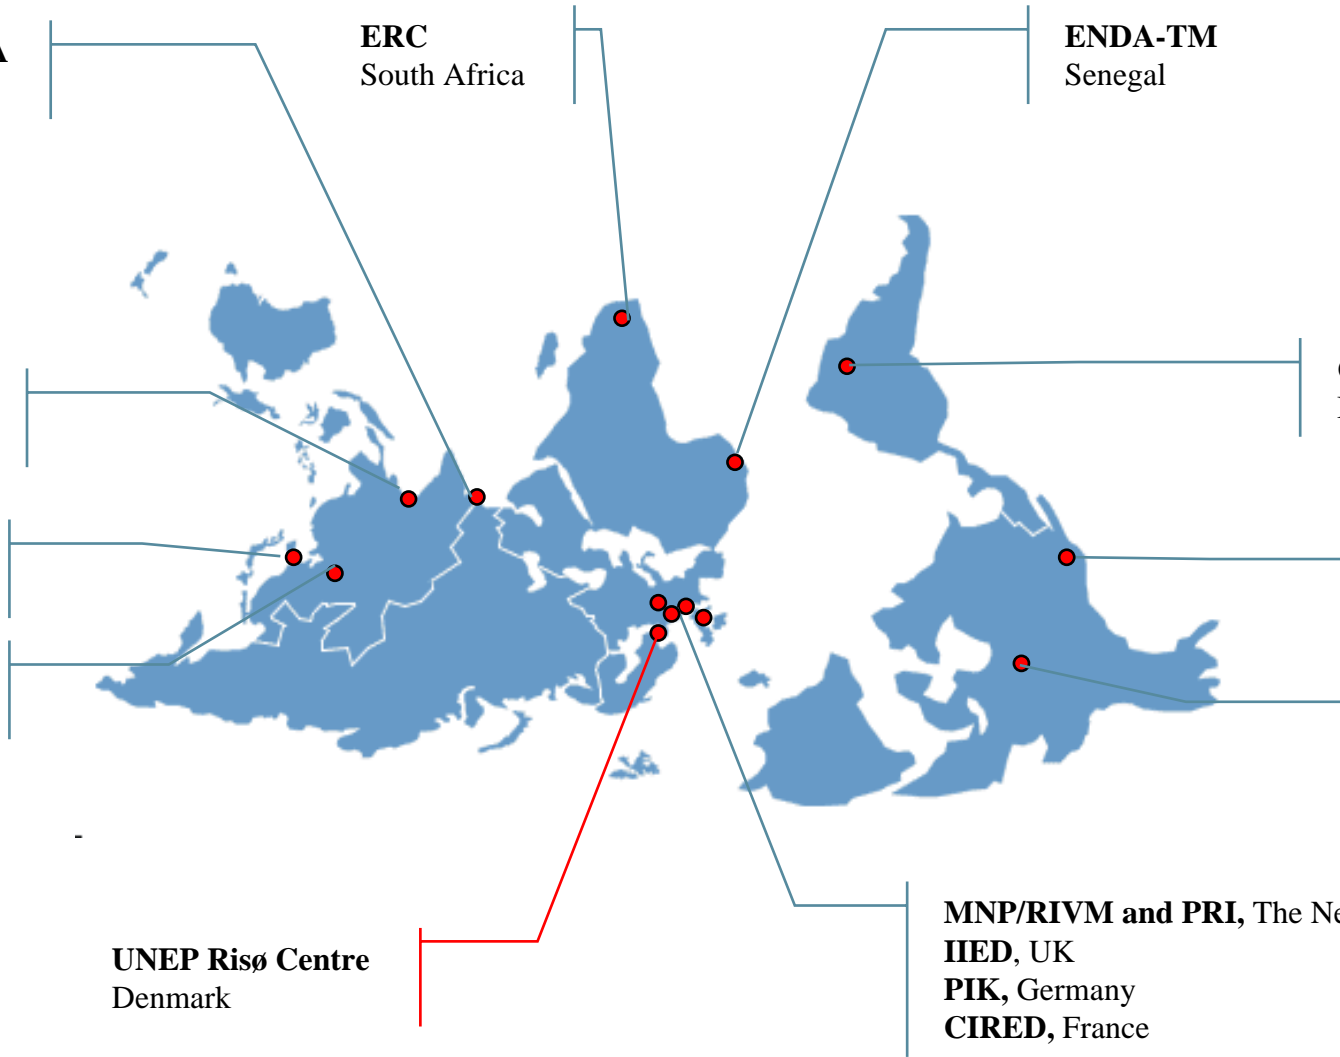 A
ERC
South Africa
ENDA-TM
Senegal
UNEP Risø Centre
Denmark
MNP/RIVM and PRI, The Ne
IIED, UK
PIK, Germany
CIRED, France